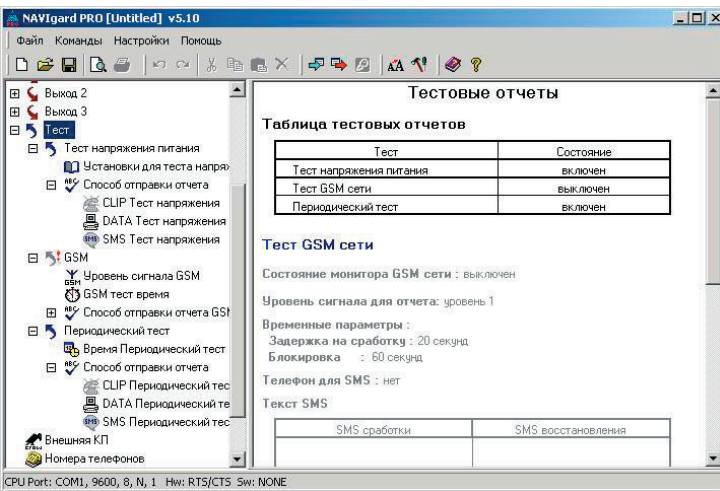 NAVIgard PRO [Untitled] v5.10
Файл Команды Настройки Помощь
Выход 2
Выход 3
Тест
Тест напряжения питания
Установки для теста напряж
Способ отправки отчета
CLIP Тест напряжения
DATA Тест напряжения
SMS Тест напряжения
GSM
Уровень сигнала GSM
GSM тест время
Способ отправки отчета GSM
Периодический тест
Время Периодический тест
Способ отправки отчета
CLIP Периодический тес
DATA Периодический те
SMS Периодический тес
Внешняя КП
Номера телефонов
Тестовые отчеты
Таблица тестовых отчетов
Тест Состояние
Тест напряжения питания включен
Тест GSM сети выключен
Периодический тест включен
Тест GSM сети
Состояние монитора GSM сети : выключен
Уровень сигнала для отчета: уровень 1
Временные параметры :
Задержка на сработку : 20 секунд
Блокировка : 60 секунд
Телефон для SMS : нет
Текст SMS
SMS сработки SMS восстановления
CPU Port: COM1, 9600, 8, N, 1 Hw: RTS/CTS Sw: NONE